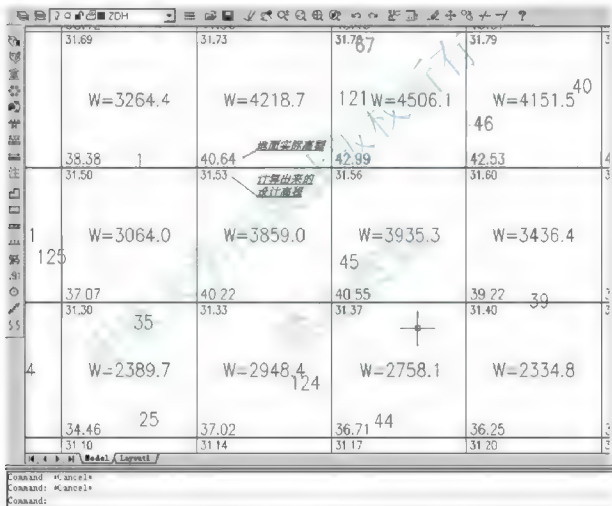 ZDH
31.69 31.73 31.78 31.79
67
W=3264.4 W=4218.7 121 W=4506.1 W=4151.5 40
46
地面实际高程
38.38 1 40.64 42.99 42.53
31.50 31.53 31.56 31.60
计算出来的
设计高程
注
1 W=3064.0 W=3859.0 W=3935.3 W=3436.4
125 45
37.07 40.22 40.55 39.22 39
31.30 31.33 31.37 31.40
35
4 W=2389.7 W=2948.4 W=2758.1 W=2334.8
124
25 44
34.46 37.02 36.71 36.25
31.10 31.14 31.17 31.20
Model Layout1
Command: *Cancel*
Command: *Cancel*
Command: